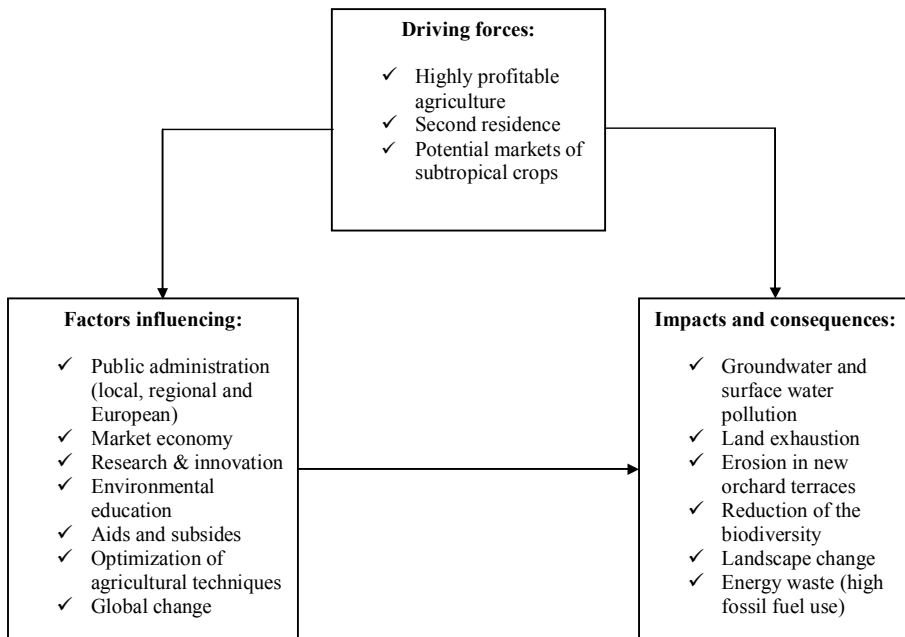 Driving forces:
✓ Highly profitable
agriculture
✓ Second residence
✓ Potential markets of
subtropical crops
Factors influencing:
✓ Public administration
(local, regional and
European)
✓ Market economy
✓ Research & innovation
✓ Environmental
education
✓ Aids and subsides
✓ Optimization of
agricultural techniques
✓ Global change
Impacts and consequences:
✓ Groundwater and
surface water
pollution
✓ Land exhaustion
✓ Erosion in new
orchard terraces
✓ Reduction of the
biodiversity
✓ Landscape change
✓ Energy waste (high
fossil fuel use)